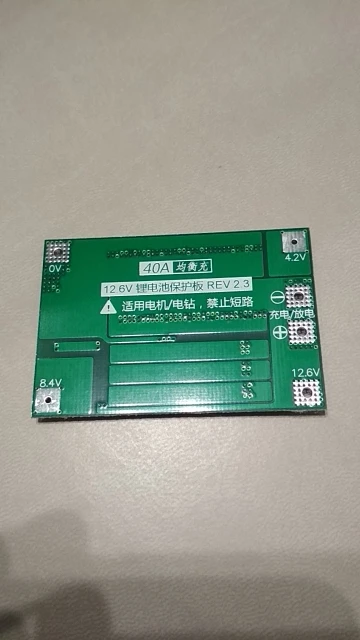 0V
4.2V
40A 均衡充
12.6V 锂电池保护板 REV 2.3
适用电机/电钻，禁止短路
充电/放电
8.4V
12.6V